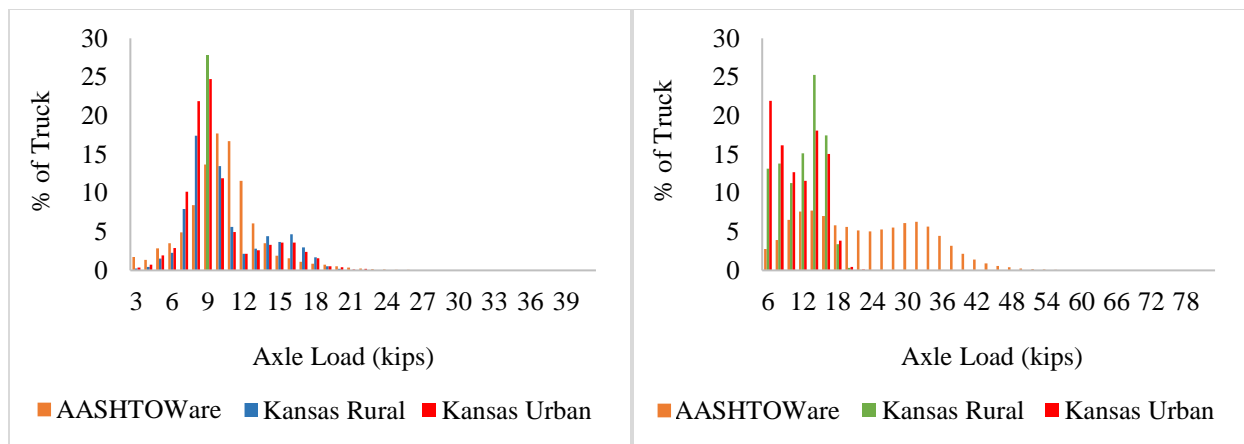 30
25
20
15
10
5
0
% of Truck
3 6 9 12 15 18 21 24 27 30 33 36 39
Axle Load (kips)
AASHTOWare Kansas Rural Kansas Urban
30
25
20
15
10
5
0
% of Truck
6 12 18 24 30 36 42 48 54 60 66 72 78
Axle Load (kips)
AASHTOWare Kansas Rural Kansas Urban